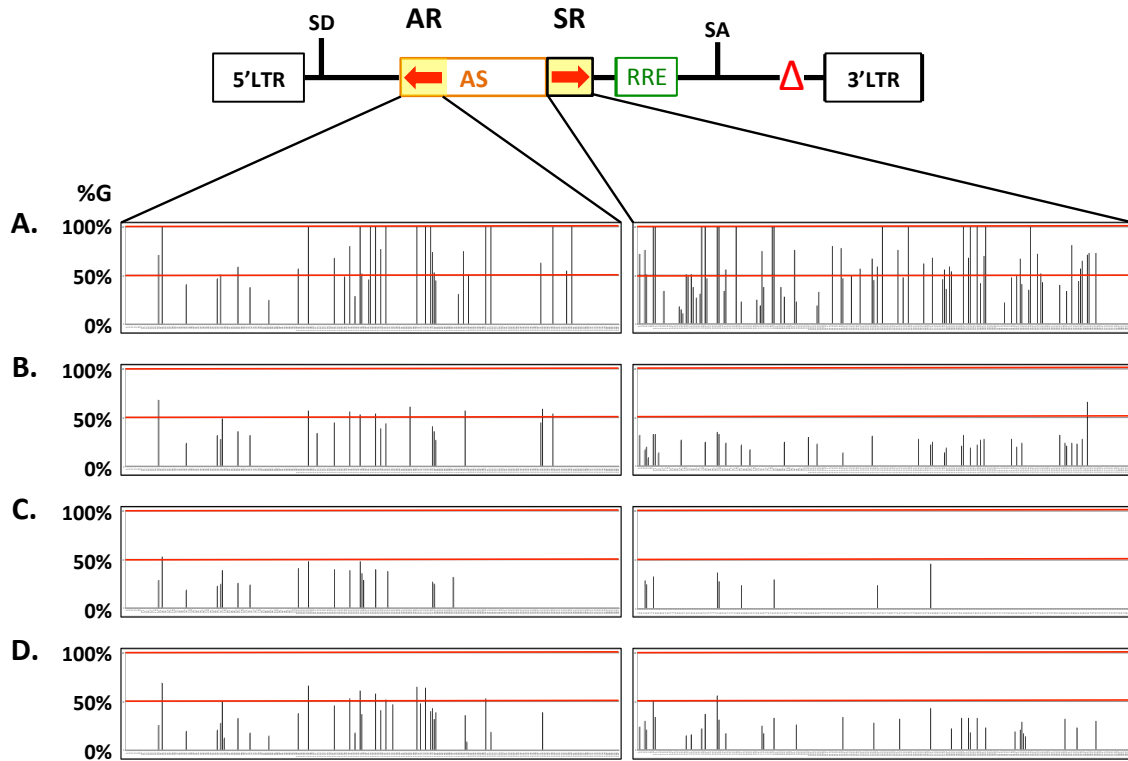 AR SR
SD SA
5'LTR AS RRE Δ 3'LTR
%G
A. 100%
50%
0%
B. 100%
50%
0%
C. 100%
50%
0%
D. 100%
50%
0%